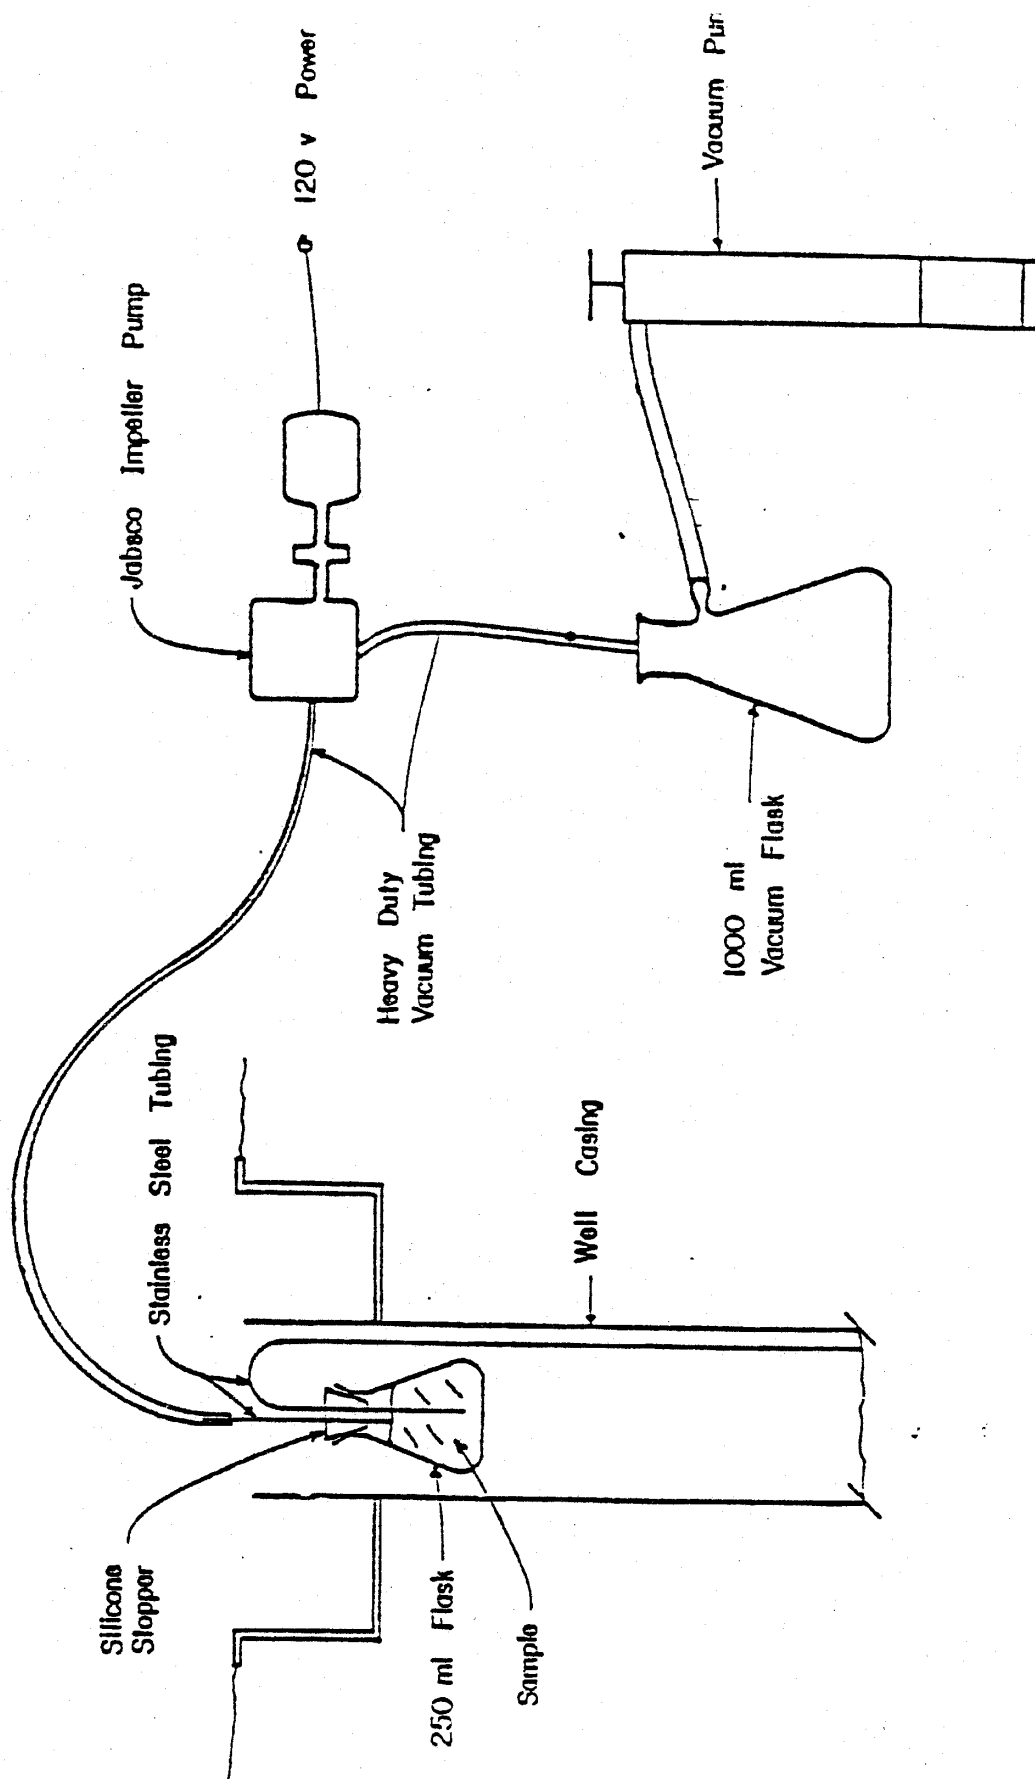 Silicone
Stopper
250 ml Flask
Sample
Stainless Steel Tubing
Well Casing
Heavy Duty
Vacuum Tubing
1000 ml
Vacuum Flask
Jabsco Impeller Pump
120 v Power
Vacuum